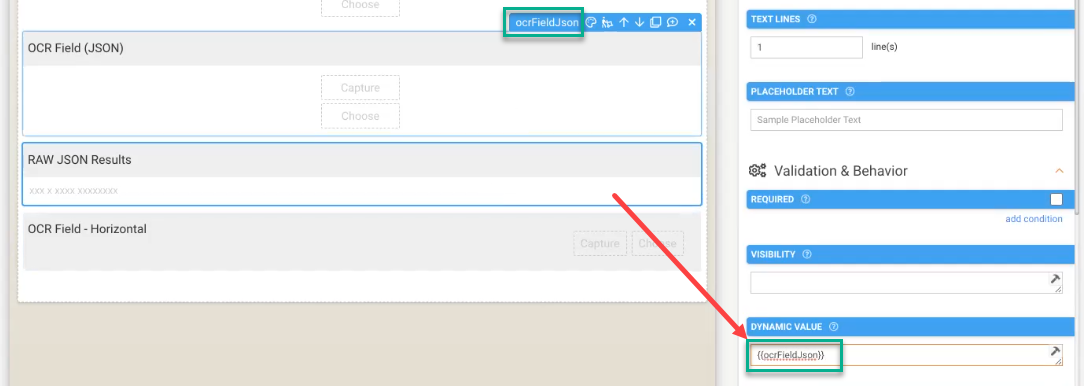 Choose
ocrFieldJson
OCR Field (JSON)
Capture
Choose
RAW JSON Results
xxx x xxxx xxxxxxxx
OCR Field - Horizontal
Capture Choose
TEXT LINES
1 line(s)
PLACEHOLDER TEXT
Sample Placeholder Text
Validation & Behavior
REQUIRED
add condition
VISIBILITY
DYNAMIC VALUE
{{ocrFieldJson}}